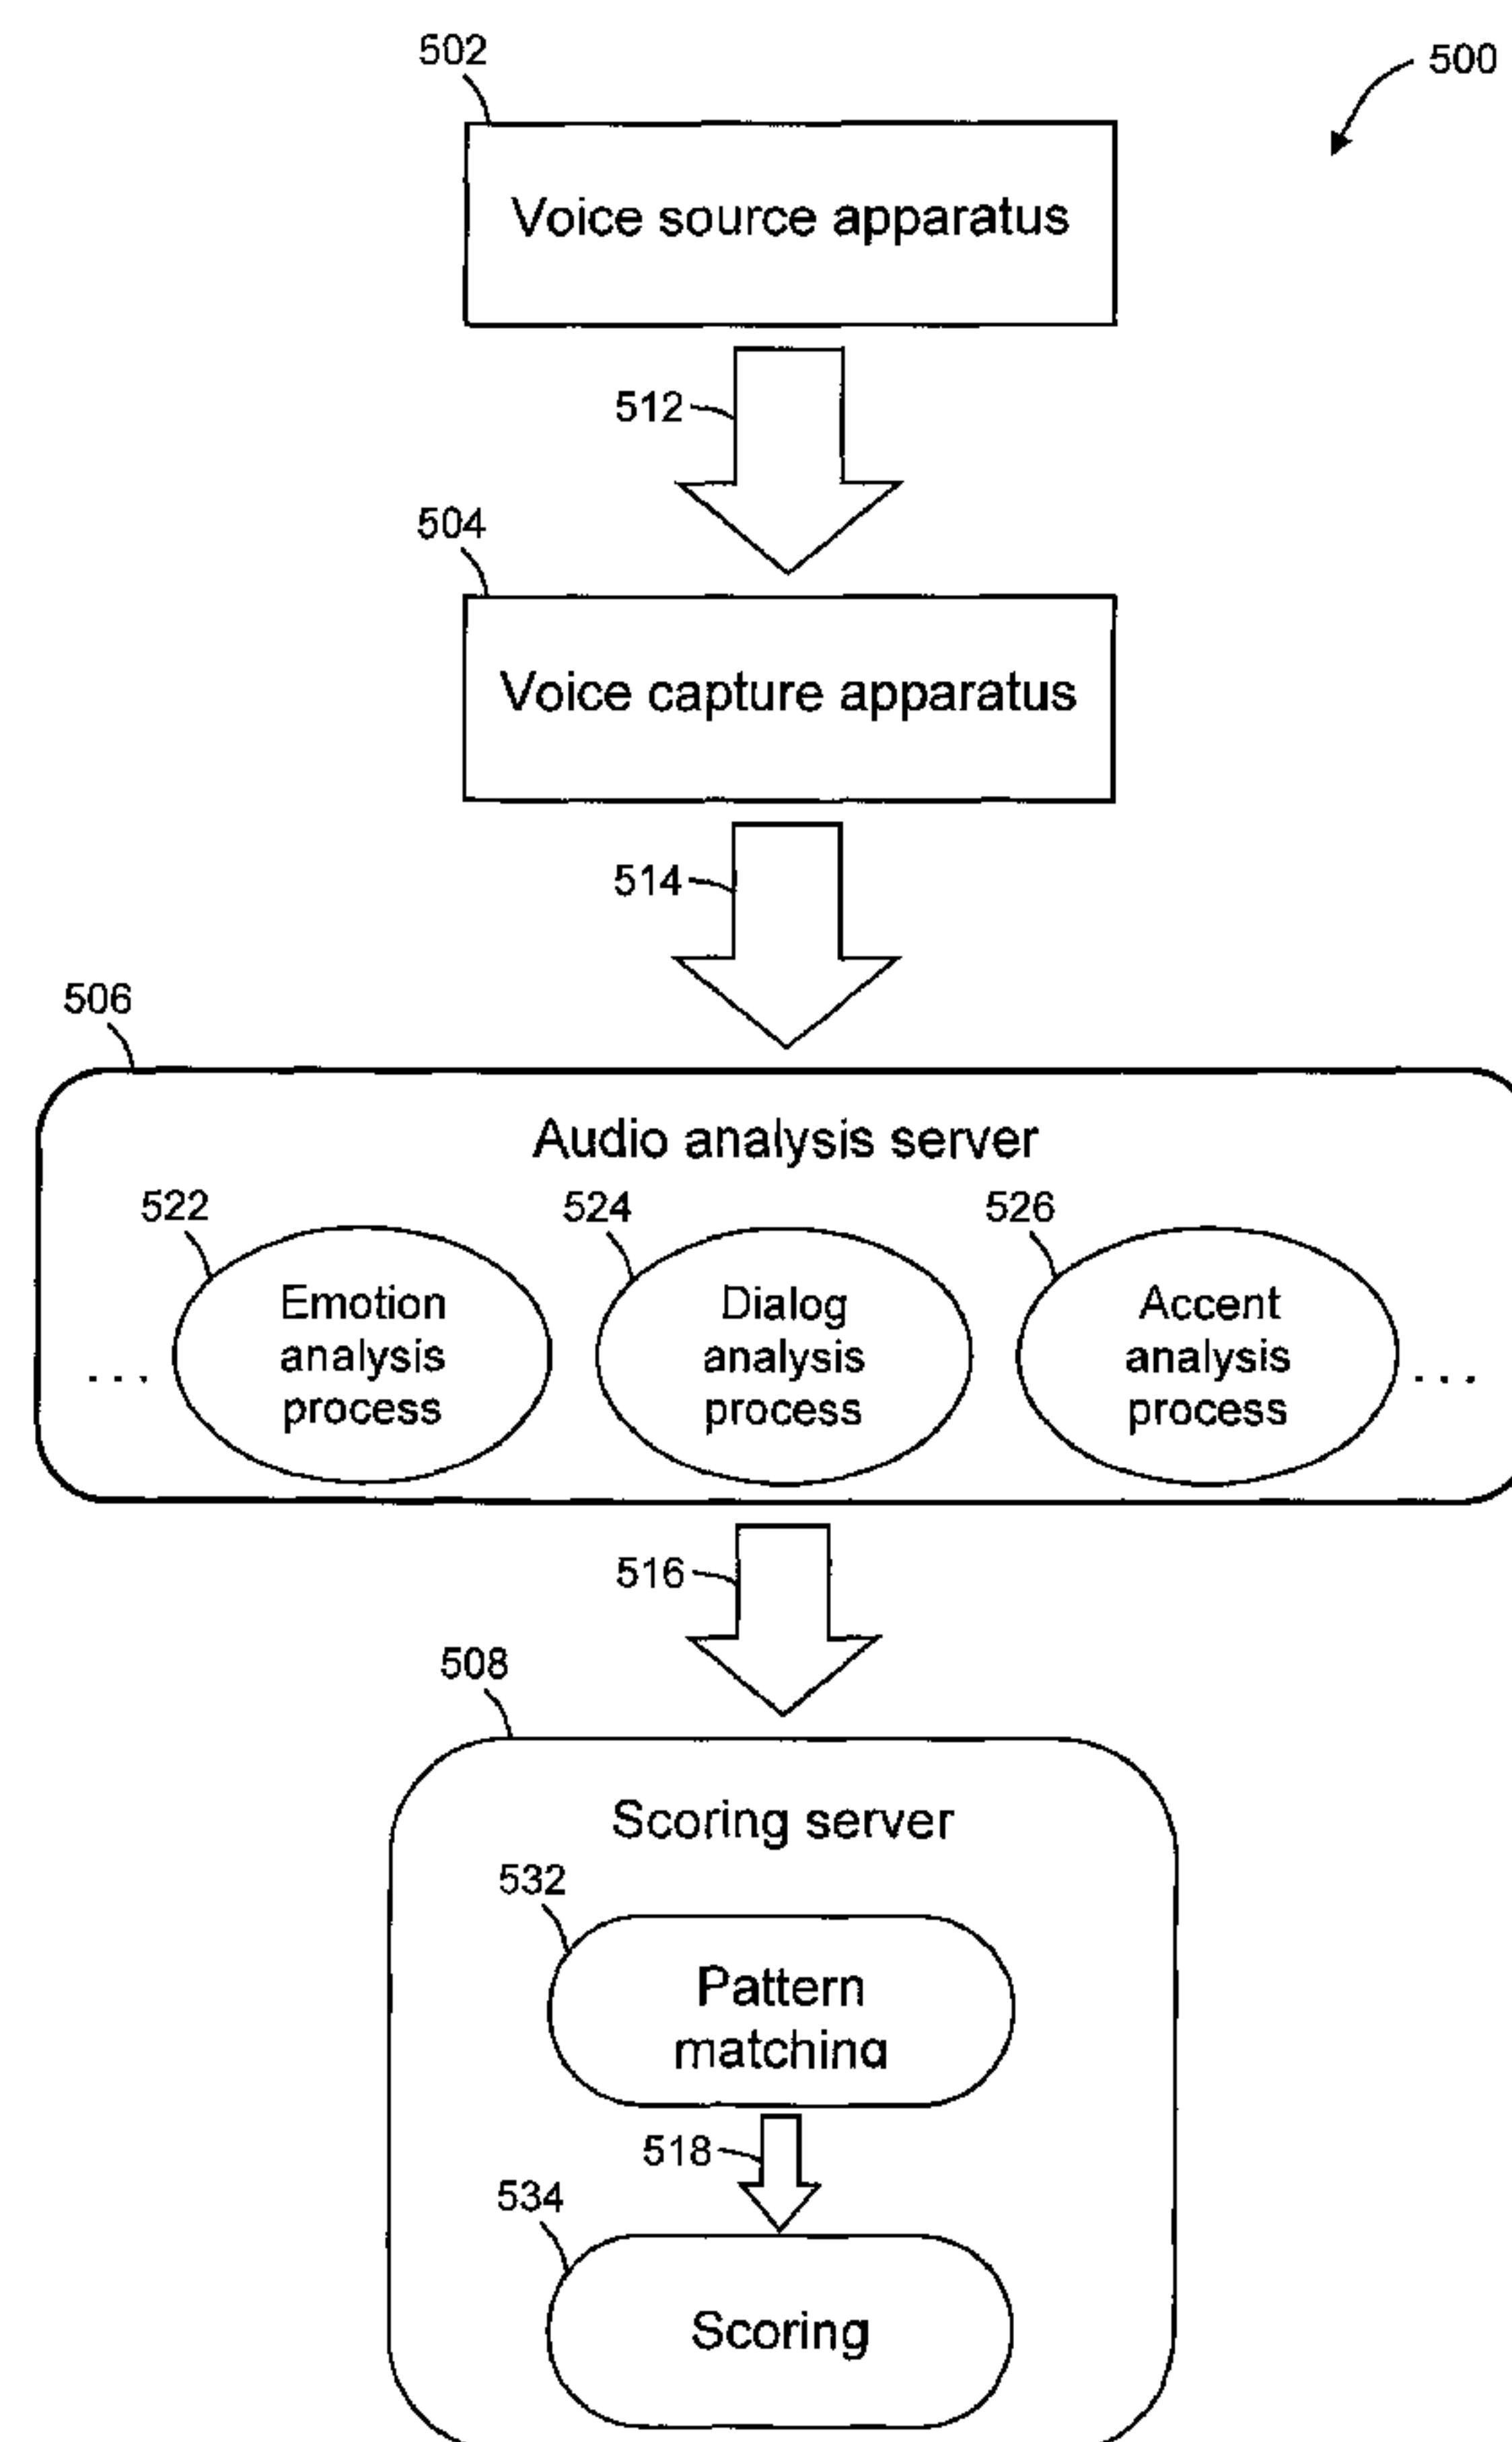 502
500
Voice source apparatus
512
504
Voice capture apparatus
514
506
Audio analysis server
522
524
526
Emotion
analysis
process
Dialog
analysis
process
Accent
analysis
process
. . .
. . .
516
508
Scoring server
532
Pattern
matching
518
534
Scoring